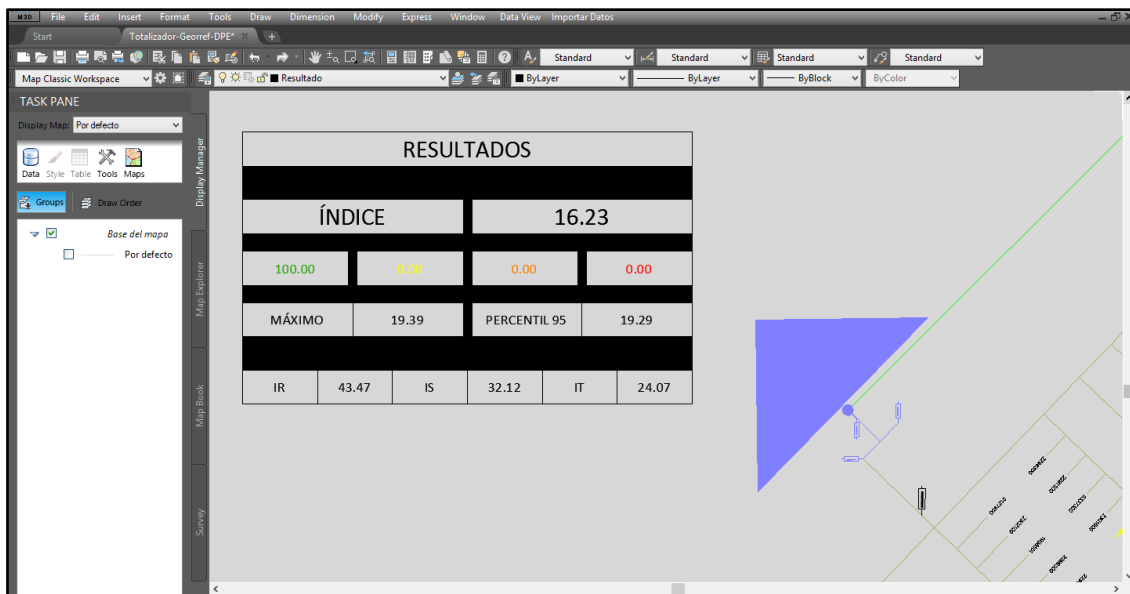 M30 File Edit Insert Format Tools Draw Dimension Modify Express Window Data View Importar Datos
Start Totalizador-Georref-DPE*
Standard Standard Standard Standard
Map Classic Workspace Resultado ByLayer ByLayer ByBlock ByColor
TASK PANE
Display Map: Por defecto
Data Style Table Tools Maps
Groups Draw Order
Base del mapa
Por defecto
Display Manager
Map Explorer
Map Book
Survey
RESULTADOS
ÍNDICE 16.23
100.00 0.00 0.00 0.00
MÁXIMO 19.39 PERCENTIL 95 19.29
IR 43.47 IS 32.12 IT 24.07